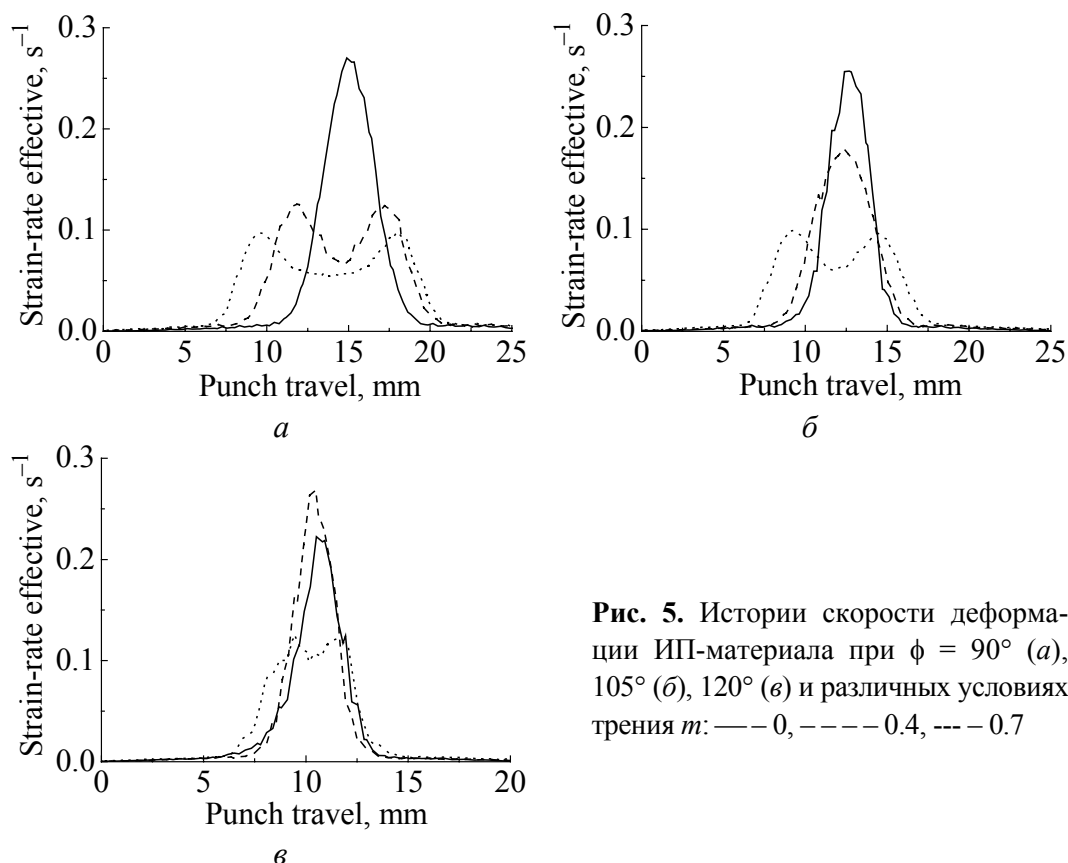 0.3
0.2
0.1
0.0
Strain-rate effective, s⁻¹
0 5 10 15 20 25
Punch travel, mm
а
0.3
0.2
0.1
0.0
Strain-rate effective, s⁻¹
0 5 10 15 20 25
Punch travel, mm
б
0.3
0.2
0.1
0.0
Strain-rate effective, s⁻¹
0 5 10 15 20
Punch travel, mm
в
Рис. 5. Истории скорости деформа-
ции ИП-материала при ϕ = 90° (а),
105° (б), 120° (в) и различных условиях
трения m: —— – 0, – – – – 0.4, --- – 0.7